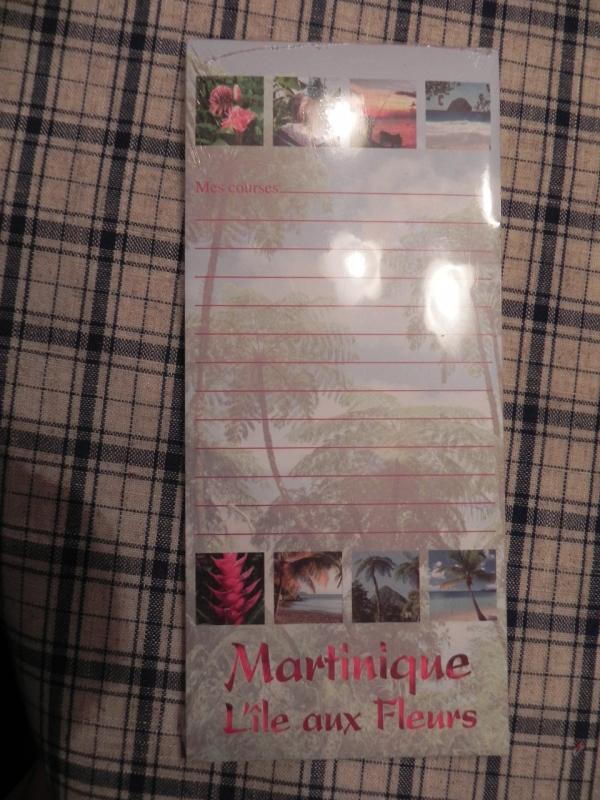 Mes courses
Martinique
L'île aux Fleurs